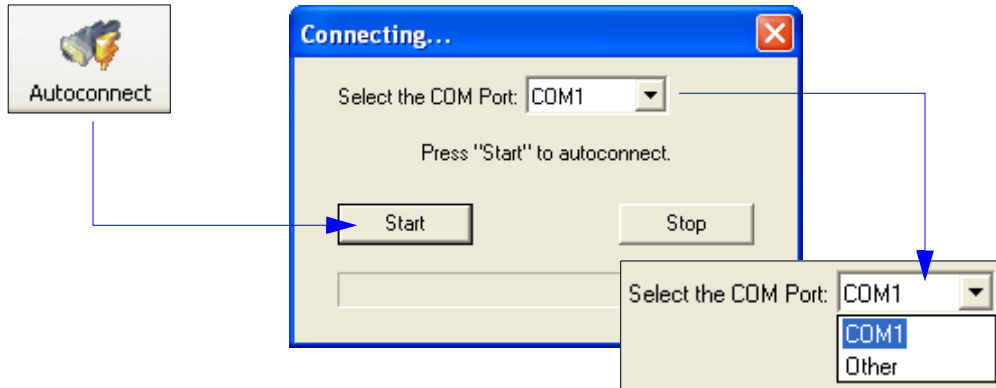 Autoconnect
Connecting...
Select the COM Port: COM1
Press "Start" to autoconnect.
Start Stop
Select the COM Port: COM1
COM1
Other